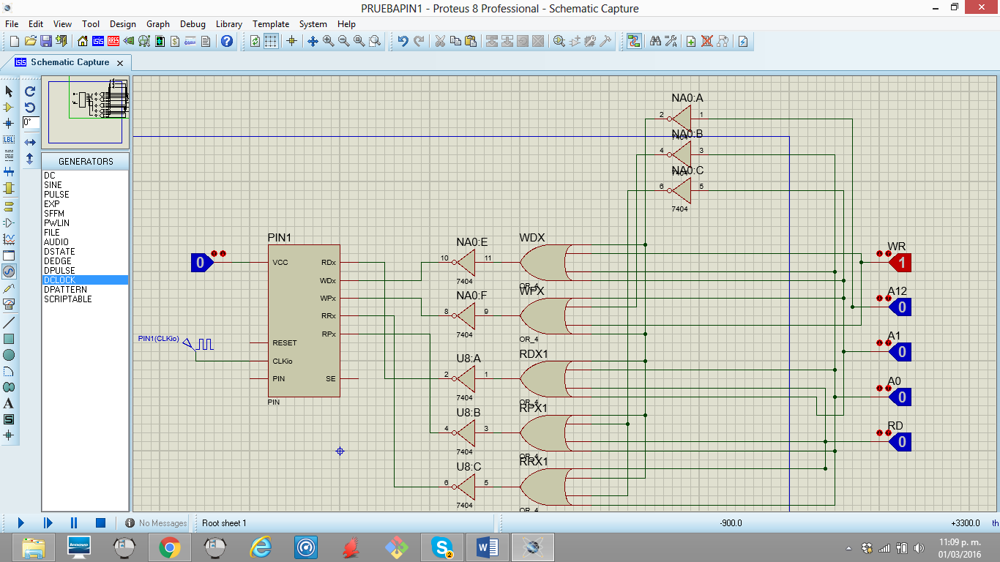 PRUEBAPIN1 - Proteus 8 Professional - Schematic Capture
File Edit View Tool Design Graph Debug Library Template System Help
Schematic Capture
0°
LBL
GENERATORS
DC
SINE
PULSE
EXP
SFFM
PWLIN
FILE
AUDIO
DSTATE
DEDGE
DPULSE
DCLOCK
DPATTERN
SCRIPTABLE
NA0:A
2 1
7404
NA0:B
4 3
7404
NA0:C
6 5
7404
PIN1
0
VCC RDx
WDx
WPx
RRx
RPx
RESET
CLKio
PIN SE
PIN
PIN1(CLKio)
NA0:E
10 11
7404
WDX
OR_4
NA0:F
8 9
7404
WPX
OR_4
U8:A
2 1
7404
RDX1
OR_4
U8:B
4 3
7404
RPX1
OR_4
U8:C
6 5
7404
RRX1
OR_4
WR
1
A12
0
A1
0
A0
0
RD
0
No Messages Root sheet 1 -900.0 +3300.0 th
lenovo
2
11:09 p. m.
01/03/2016